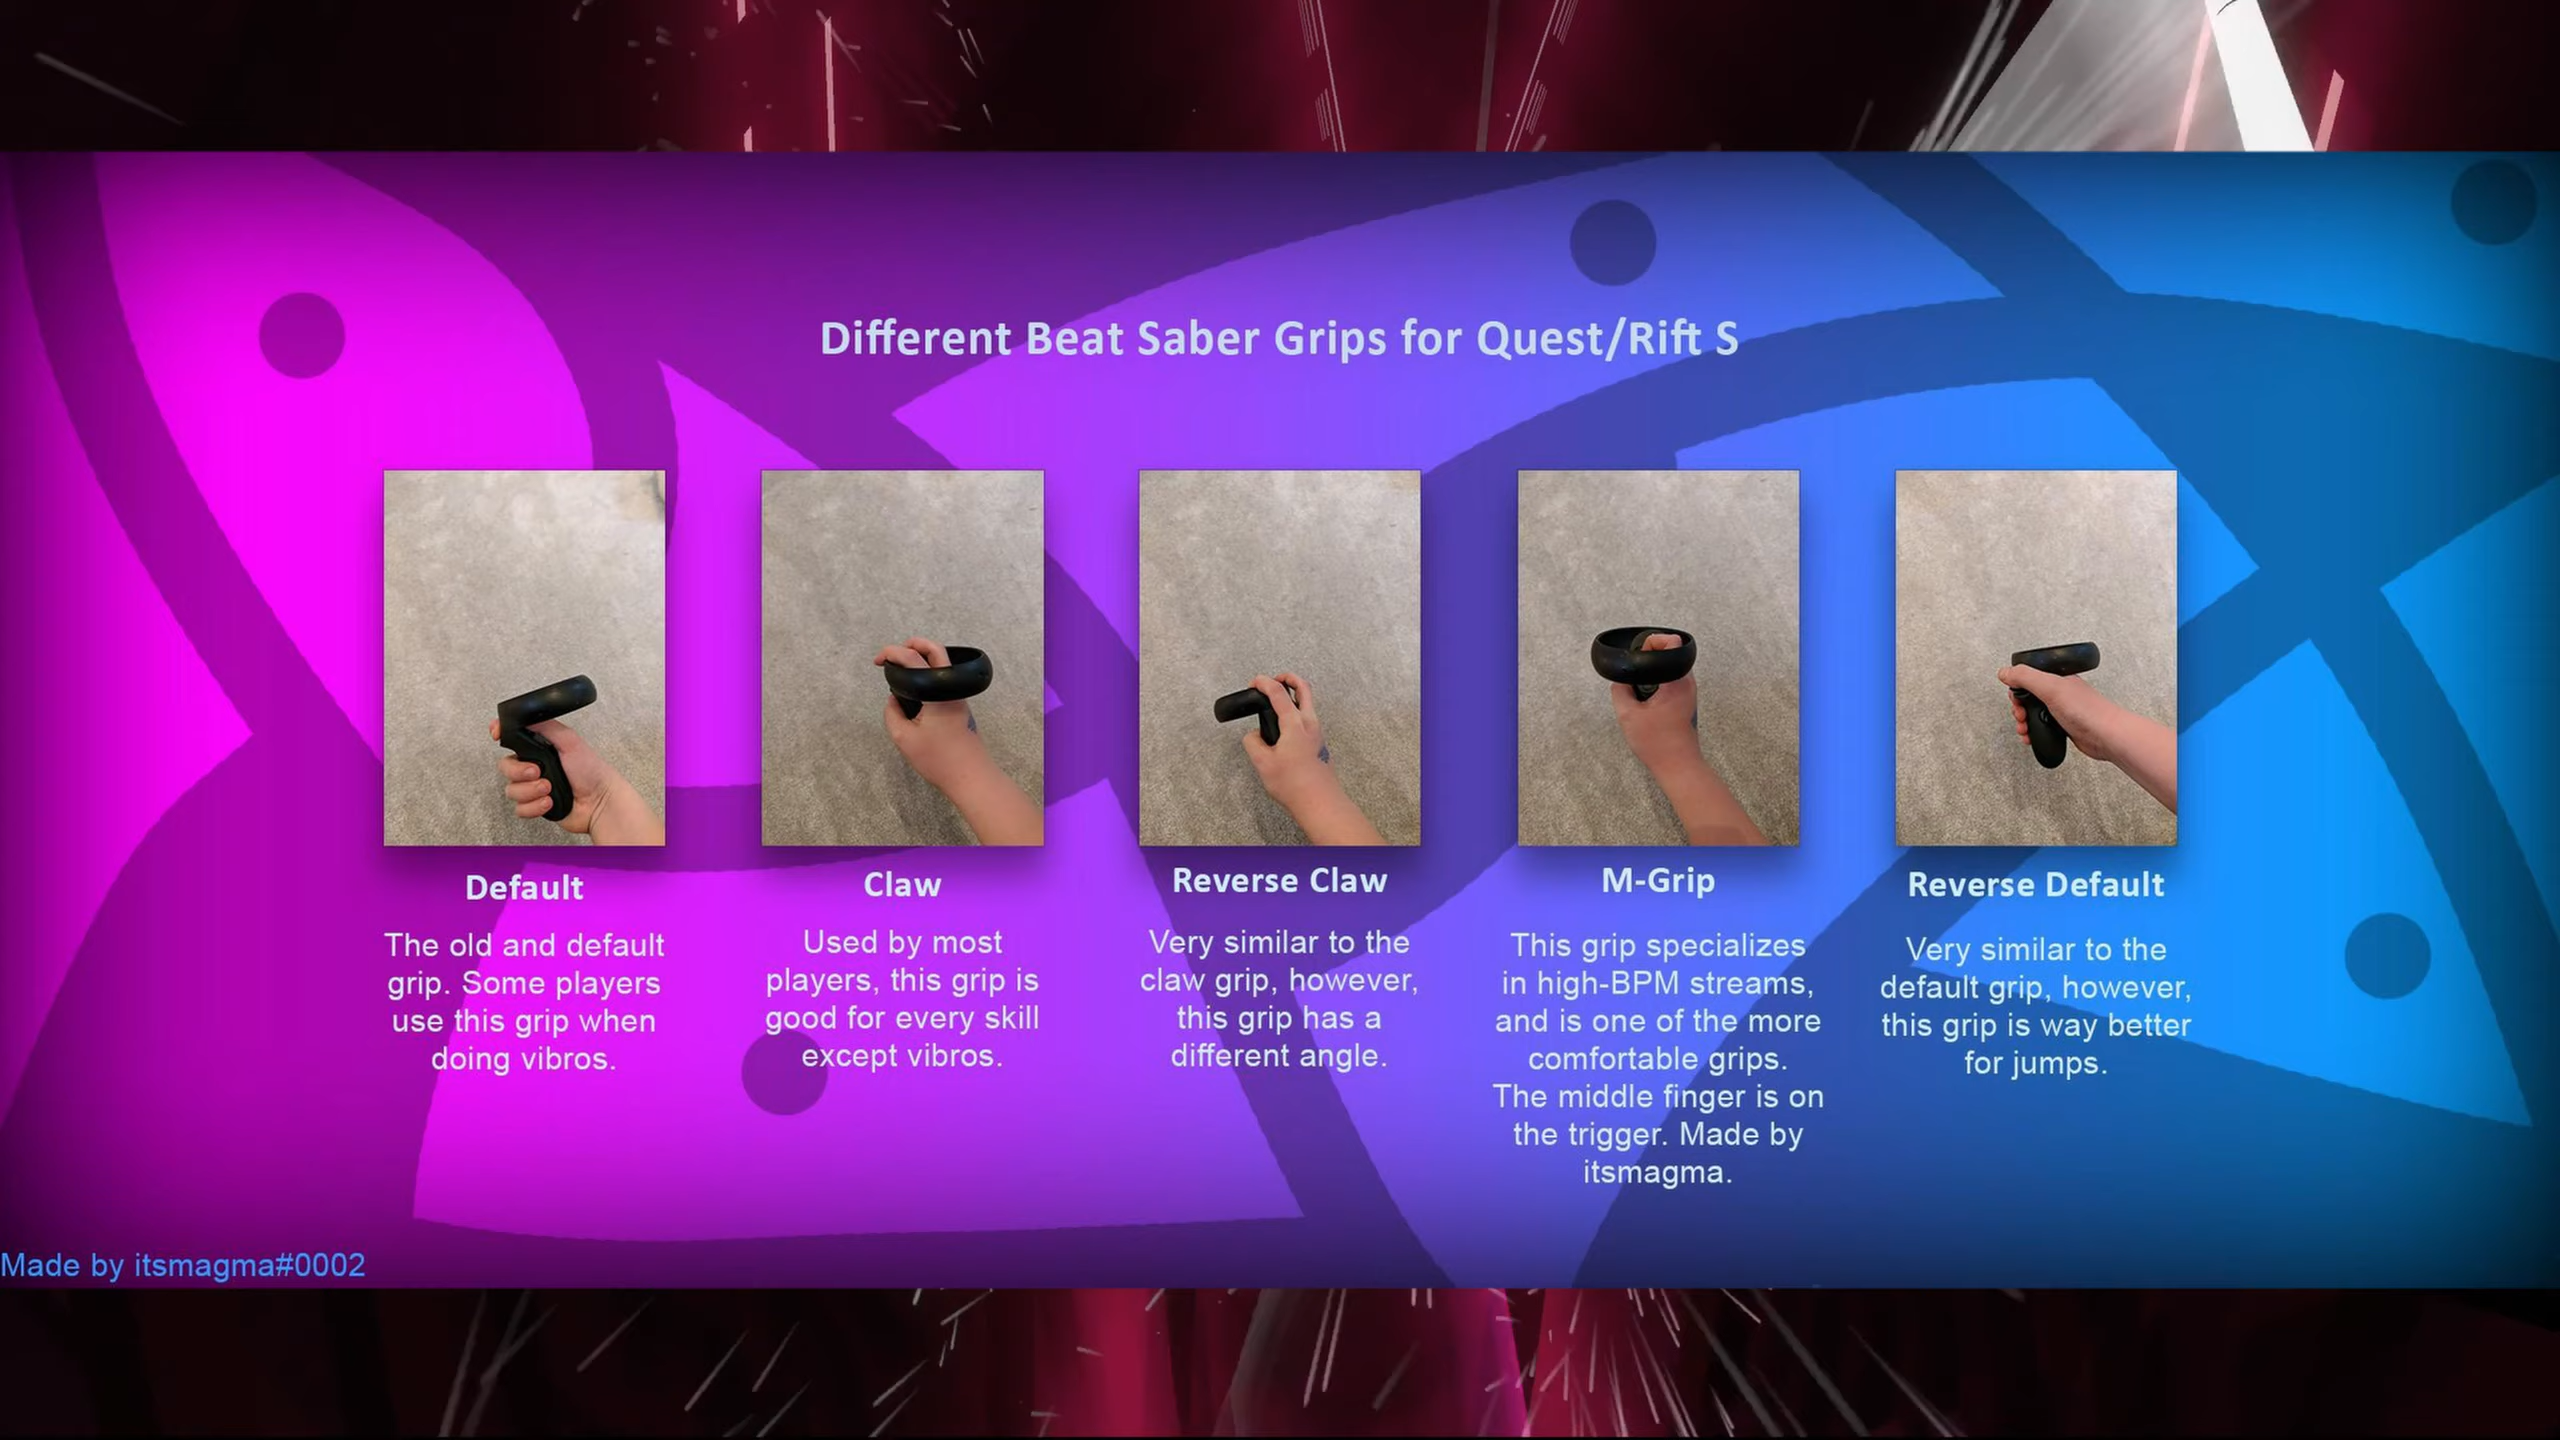 Different Beat Saber Grips for Quest/Rift S
Default
The old and default
grip. Some players
use this grip when
doing vibros.
Claw
Used by most
players, this grip is
good for every skill
except vibros.
Reverse Claw
Very similar to the
claw grip, however,
this grip has a
different angle.
M-Grip
This grip specializes
in high-BPM streams,
and is one of the more
comfortable grips.
The middle finger is on
the trigger. Made by
itsmagma.
Reverse Default
Very similar to the
default grip, however,
this grip is way better
for jumps.
Made by itsmagma#0002